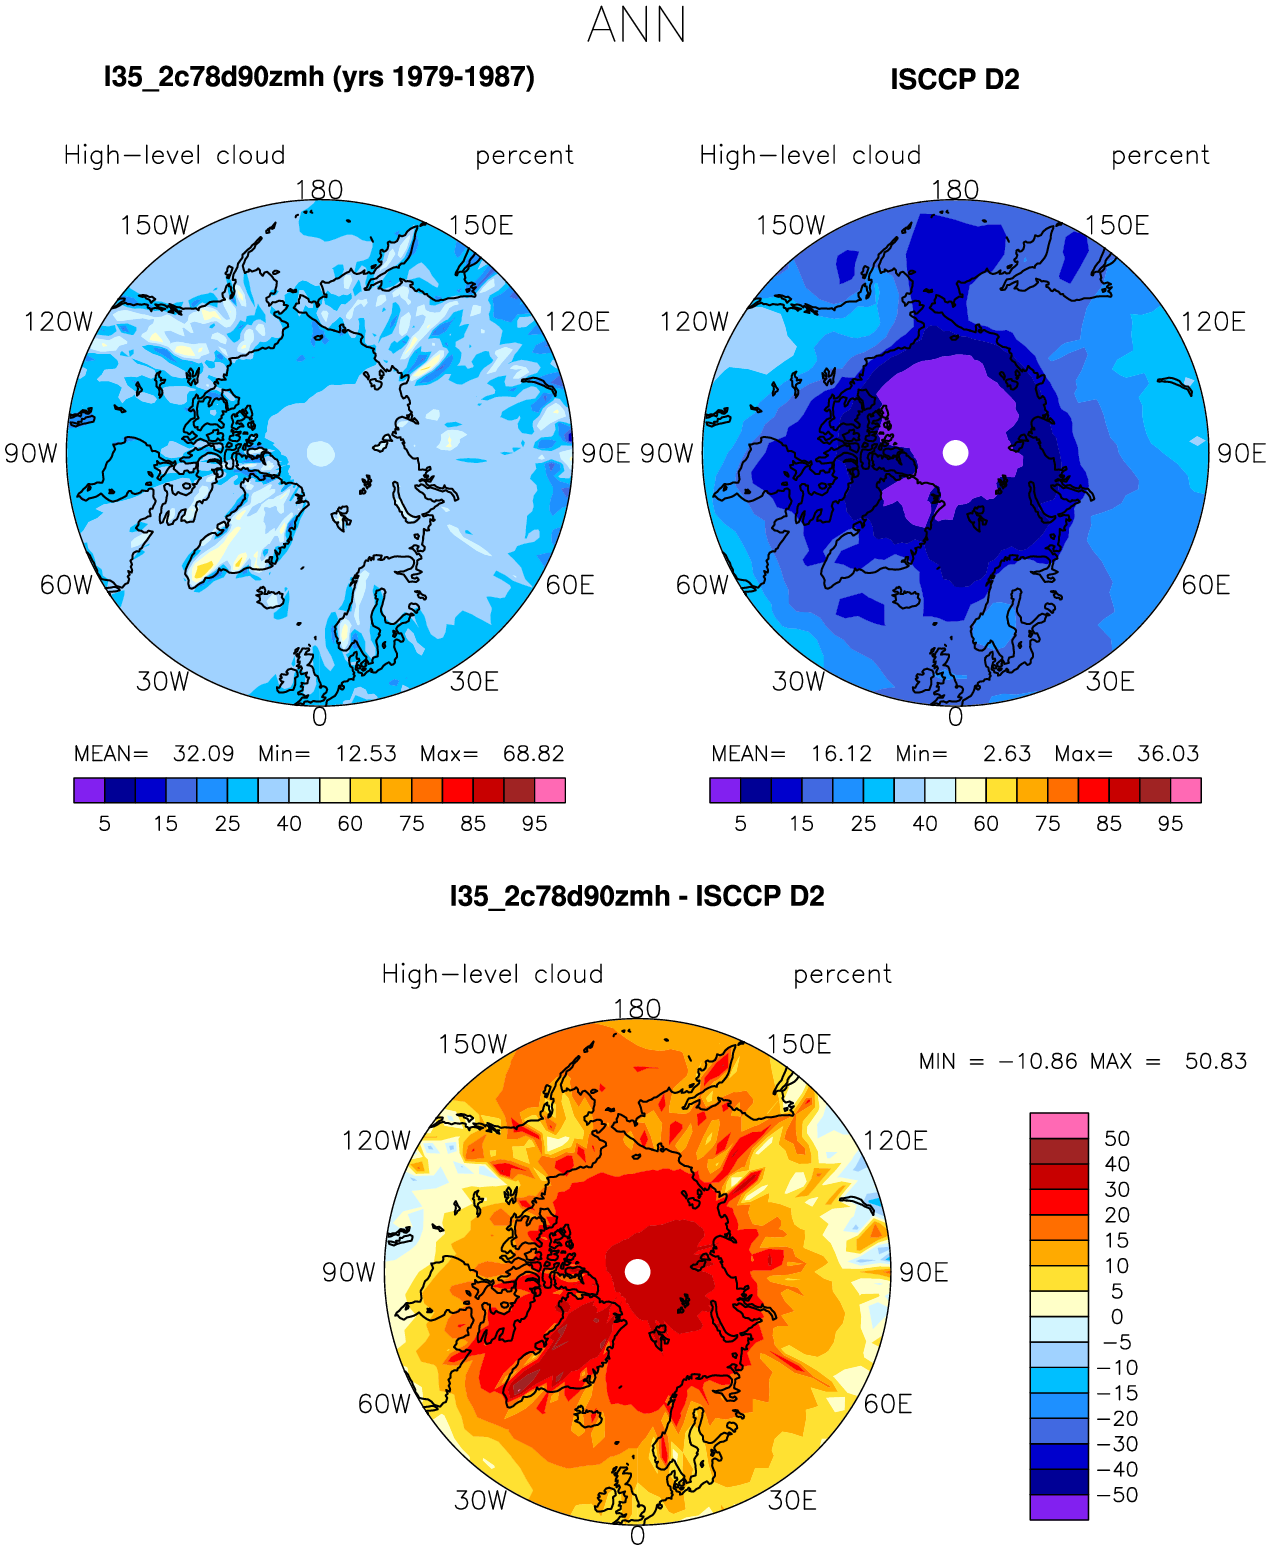 ANN
I35_2c78d90zmh (yrs 1979-1987)
ISCCP D2
High-level cloud percent
High-level cloud percent
180
150W 150E
120W 120E
90W 90E
60W 60E
30W 30E
0
180
150W 150E
120W 120E
90W 90E
60W 60E
30W 30E
0
MEAN= 32.09 Min= 12.53 Max= 68.82
MEAN= 16.12 Min= 2.63 Max= 36.03
5 15 25 40 60 75 85 95
5 15 25 40 60 75 85 95
I35_2c78d90zmh - ISCCP D2
High-level cloud percent
180
150W 150E
120W 120E
90W 90E
60W 60E
30W 30E
0
MIN = -10.86 MAX = 50.83
50
40
30
20
15
10
5
0
-5
-10
-15
-20
-30
-40
-50